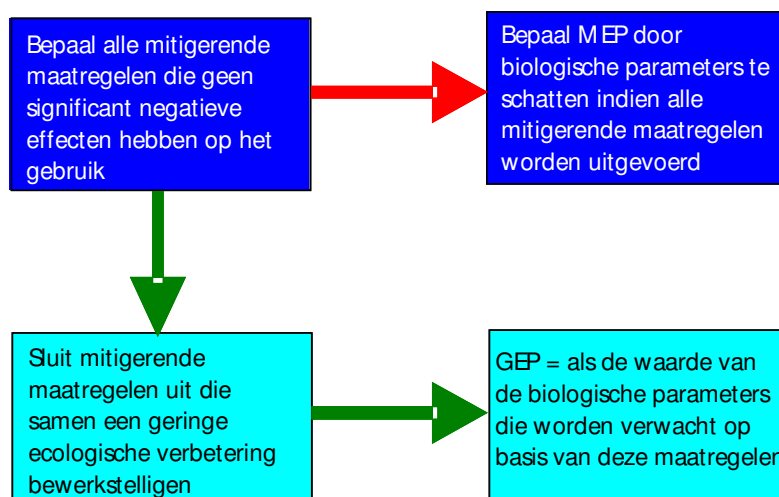 Bepaal alle mitigerende
maatregelen die geen
significant negatieve
effecten hebben op het
gebruik
Bepaal MEP door
biologische parameters te
schatten indien alle
mitigerende maatregelen
worden uitgevoerd
Sluit mitigerende
maatregelen uit die
samen een geringe
ecologische verbetering
bewerkstelligen
GEP = als de waarde van
de biologische parameters
die worden verwacht op
basis van deze maatregelen